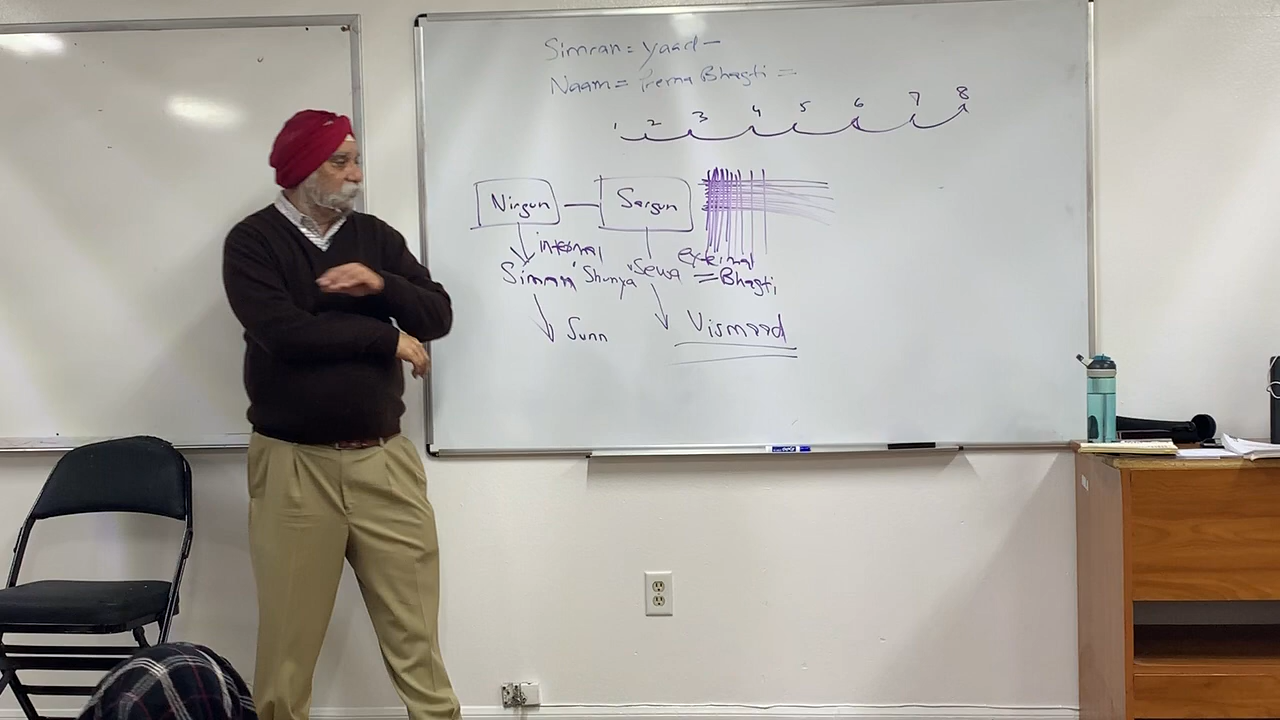 Simran = Yaad –
Naam = Prema Bhagti =
1 2 3 4 5 6 7 8
Nirgun — Sargun
internal external
Simran Shunya Sewa = Bhagti
Sunn Vismaad